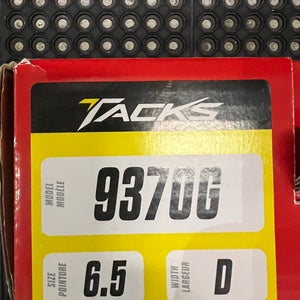 TACKS
MODEL
MODÈLE
9370G
SIZE
POINTURE
6.5
WIDTH
LARGEUR
D